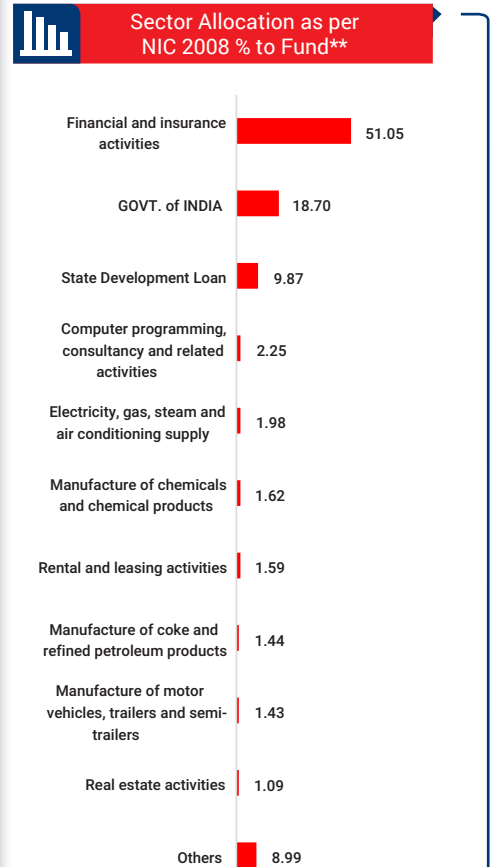 Sector Allocation as per
NIC 2008 % to Fund**
Financial and insurance
activities
51.05
GOVT. of INDIA
18.70
State Development Loan
9.87
Computer programming,
consultancy and related
activities
2.25
Electricity, gas, steam and
air conditioning supply
1.98
Manufacture of chemicals
and chemical products
1.62
Rental and leasing activities
1.59
Manufacture of coke and
refined petroleum products
1.44
Manufacture of motor
vehicles, trailers and semi-
trailers
1.43
Real estate activities
1.09
Others
8.99